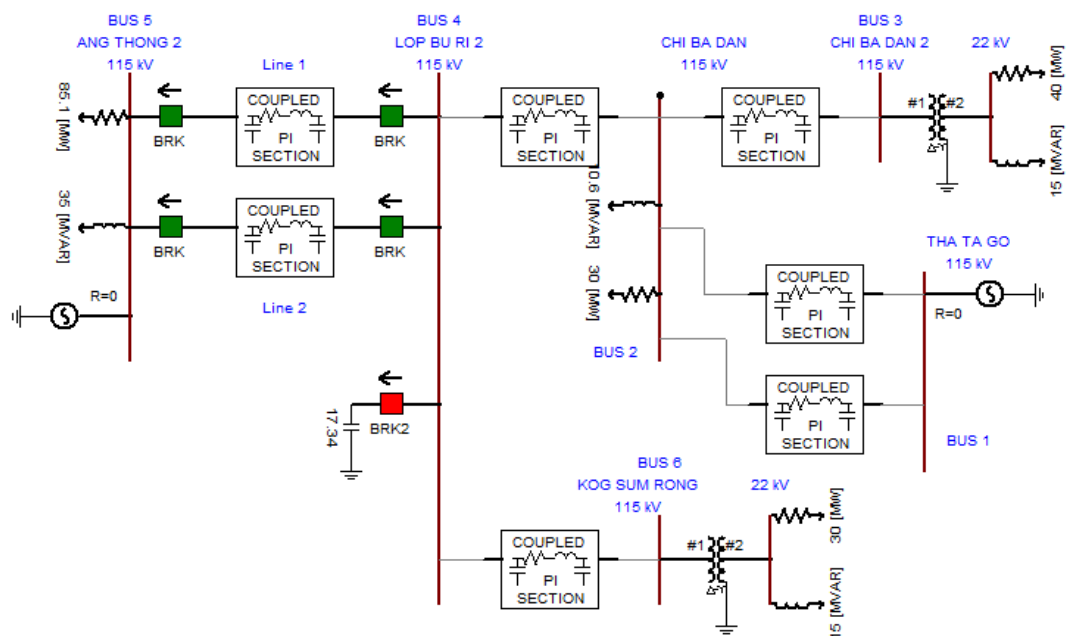 BUS 5
ANG THONG 2
115 kV
Line 1
BUS 4
LOP BU RI 2
115 kV
CHI BA DAN
115 kV
BUS 3
CHI BA DAN 2
115 kV
22 kV
85.1 [MW]
BRK
COUPLED
PI
SECTION
BRK
COUPLED
PI
SECTION
COUPLED
PI
SECTION
#1
#2
40 [MW]
15 [MVAR]
35 [MVAR]
BRK
COUPLED
PI
SECTION
BRK
Line 2
R=0
[MVAR]
30 [MW]
BUS 2
THA TA GO
115 kV
COUPLED
PI
SECTION
R=0
COUPLED
PI
SECTION
BUS 1
17.34
BRK2
BUS 6
KOG SUM RONG
115 kV
22 kV
COUPLED
PI
SECTION
#1
#2
30 [MW]
15 [MVAR]